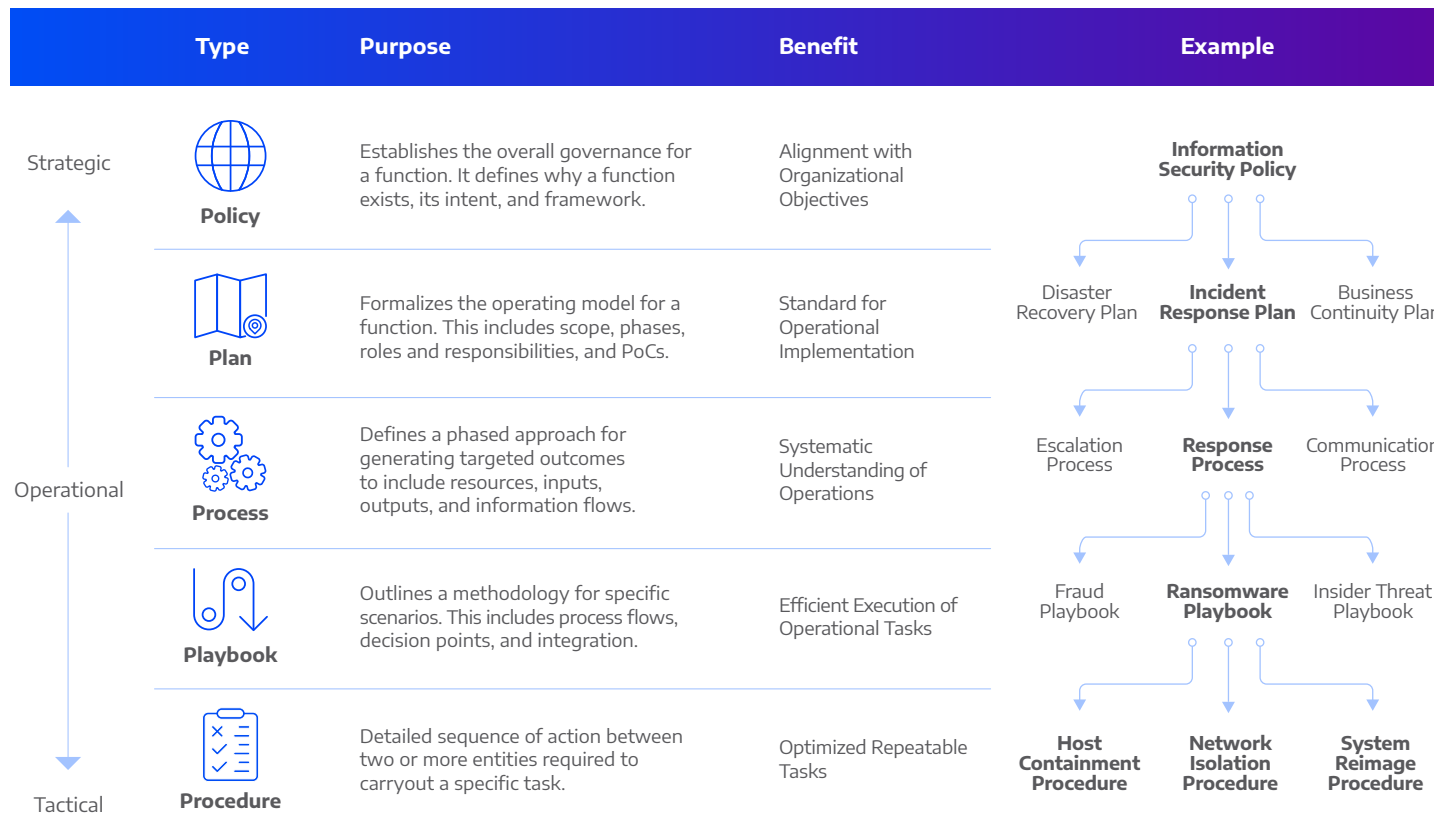 Type Purpose Benefit Example
Strategic
Policy
Establishes the overall governance for
a function. It defines why a function
exists, its intent, and framework.
Alignment with
Organizational
Objectives
Information
Security Policy
Plan
Formalizes the operating model for a
function. This includes scope, phases,
roles and responsibilities, and PoCs.
Standard for
Operational
Implementation
Disaster
Recovery Plan
Incident
Response Plan
Business
Continuity Plan
Operational
Process
Defines a phased approach for
generating targeted outcomes
to include resources, inputs,
outputs, and information flows.
Systematic
Understanding of
Operations
Escalation
Process
Response
Process
Communication
Process
Playbook
Outlines a methodology for specific
scenarios. This includes process flows,
decision points, and integration.
Efficient Execution of
Operational Tasks
Fraud
Playbook
Ransomware
Playbook
Insider Threat
Playbook
Tactical
Procedure
Detailed sequence of action between
two or more entities required to
carryout a specific task.
Optimized Repeatable
Tasks
Host
Containment
Procedure
Network
Isolation
Procedure
System
Reimage
Procedure